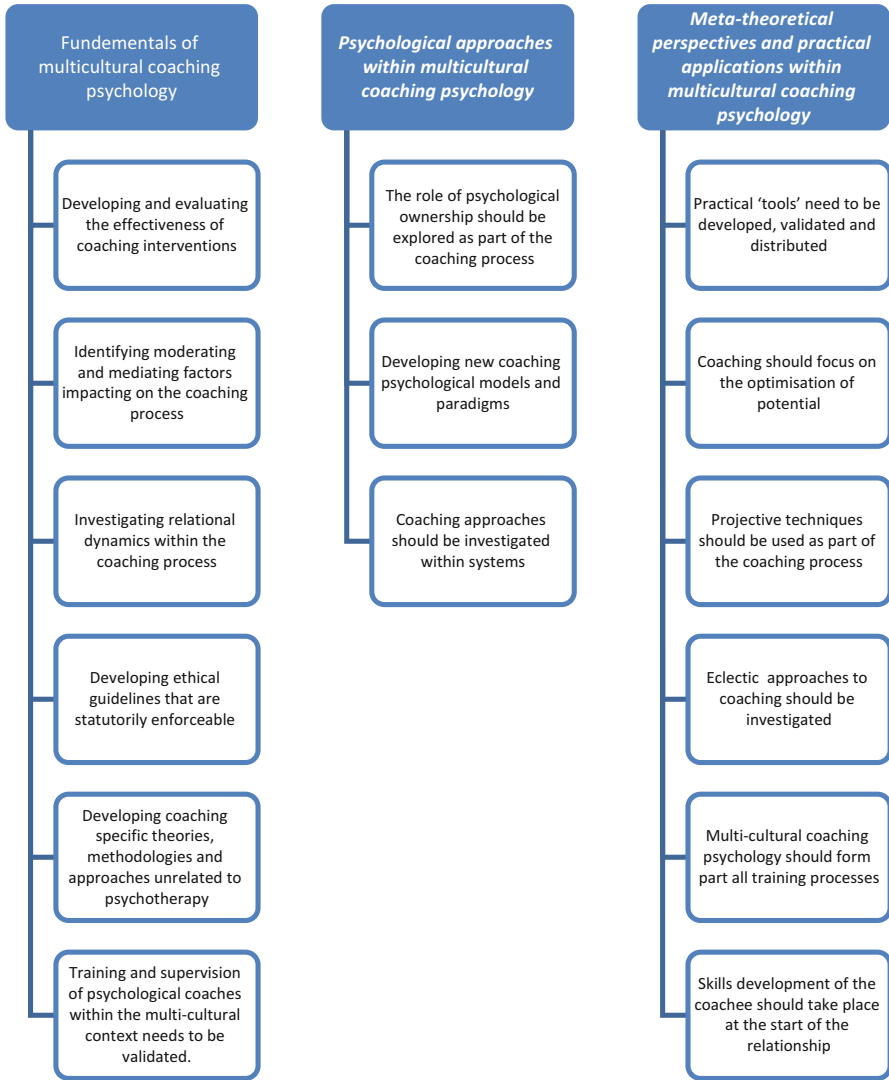 Fundementals of
multicultural coaching
psychology
Developing and evaluating
the effectiveness of
coaching interventions
Identifying moderating
and mediating factors
impacting on the coaching
process
Investigating relational
dynamics within the
coaching process
Developing ethical
guidelines that are
statutorily enforceable
Developing coaching
specific theories,
methodologies and
approaches unrelated to
psychotherapy
Training and supervision
of psychological coaches
within the multi-cultural
context needs to be
validated.
Psychological approaches
within multicultural
coaching psychology
The role of psychological
ownership should be
explored as part of the
coaching process
Developing new coaching
psychological models and
paradigms
Coaching approaches
should be investigated
within systems
Meta-theoretical
perspectives and practical
applications within
multicultural coaching
psychology
Practical ‘tools’ need to be
developed, validated and
distributed
Coaching should focus on
the optimisation of
potential
Projective techniques
should be used as part of
the coaching process
Eclectic approaches to
coaching should be
investigated
Multi-cultural coaching
psychology should form
part all training processes
Skills development of the
coachee should take place
at the start of the
relationship